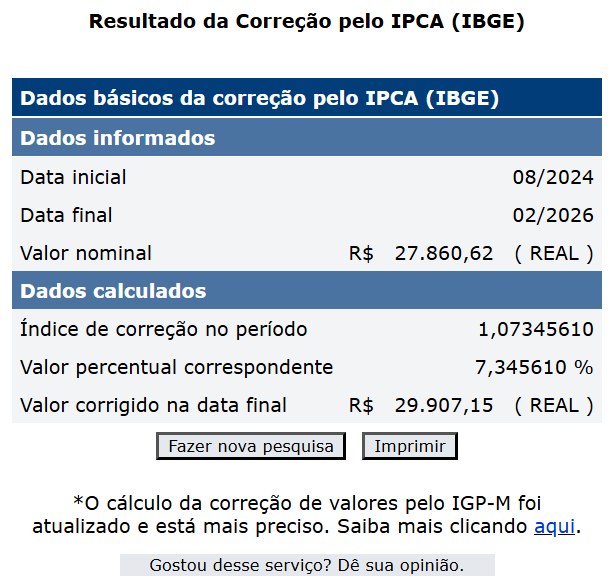 Resultado da Correção pelo IPCA (IBGE)
Dados básicos da correção pelo IPCA (IBGE)
Dados informados
Data inicial 08/2024
Data final 02/2026
Valor nominal R$ 27.860,62 ( REAL )
Dados calculados
Índice de correção no período 1,07345610
Valor percentual correspondente 7,345610 %
Valor corrigido na data final R$ 29.907,15 ( REAL )
Fazer nova pesquisa Imprimir
*O cálculo da correção de valores pelo IGP-M foi
atualizado e está mais preciso. Saiba mais clicando aqui.
Gostou desse serviço? Dê sua opinião.